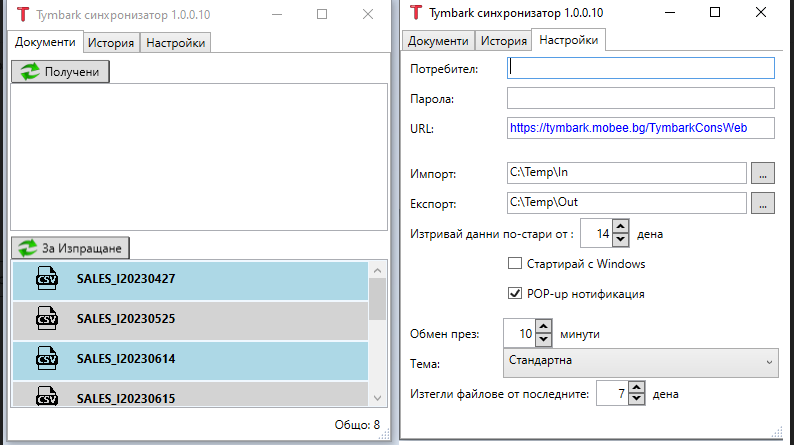 Tymbark синхронизатор 1.0.0.10
Документи История Настройки
Получени
За Изпращане
CSV SALES_I20230427
CSV SALES_I20230525
CSV SALES_I20230614
CSV SALES_I20230615
Общо: 8
Tymbark синхронизатор 1.0.0.10
Документи История Настройки
Потребител:
Парола:
URL: https://tymbark.mobee.bg/TymbarkConsWeb
Импорт: C:\Temp\In ...
Експорт: C:\Temp\Out ...
Изтривай данни по-стари от : 14 дена
Стартирай с Windows
POP-up нотификация
Обмен през: 10 минути
Тема: Стандартна
Изтегли файлове от последните: 7 дена